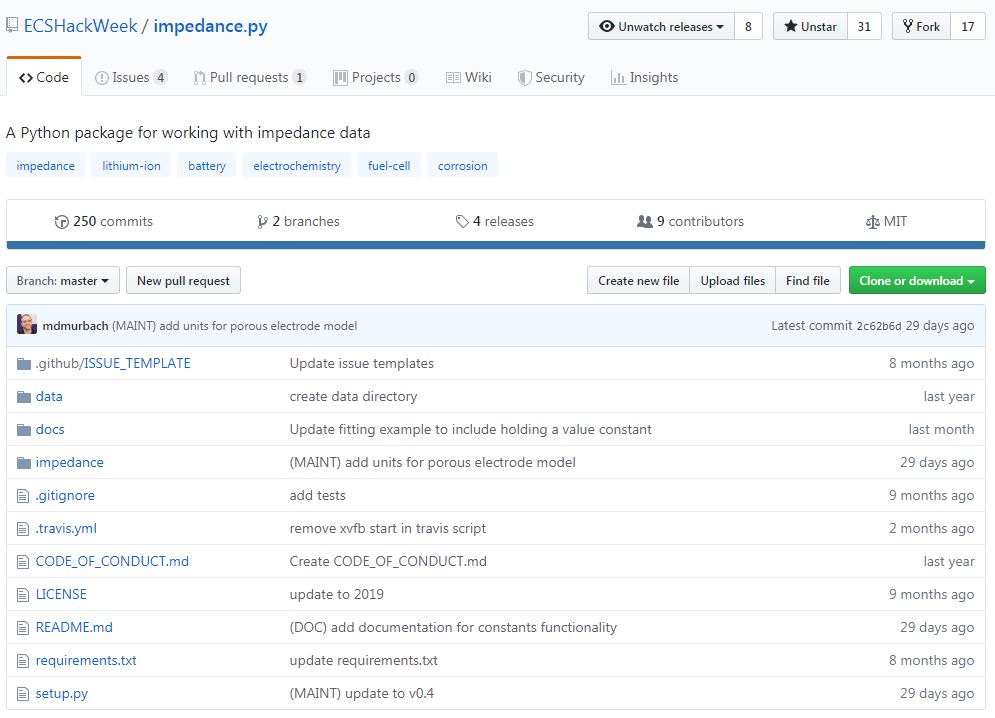 ECSHackWeek / impedance.py
Unwatch releases 8 Unstar 31 Fork 17
Code Issues 4 Pull requests 1 Projects 0 Wiki Security Insights
A Python package for working with impedance data
impedance lithium-ion battery electrochemistry fuel-cell corrosion
250 commits 2 branches 4 releases 9 contributors MIT
Branch: master New pull request Create new file Upload files Find file Clone or download
mdmurbach (MAINT) add units for porous electrode model Latest commit 2c62b6d 29 days ago
.github/ISSUE_TEMPLATE Update issue templates 8 months ago
data create data directory last year
docs Update fitting example to include holding a value constant last month
impedance (MAINT) add units for porous electrode model 29 days ago
.gitignore add tests 9 months ago
.travis.yml remove xvfb start in travis script 2 months ago
CODE_OF_CONDUCT.md Create CODE_OF_CONDUCT.md last year
LICENSE update to 2019 9 months ago
README.md (DOC) add documentation for constants functionality 29 days ago
requirements.txt update requirements.txt 8 months ago
setup.py (MAINT) update to v0.4 29 days ago